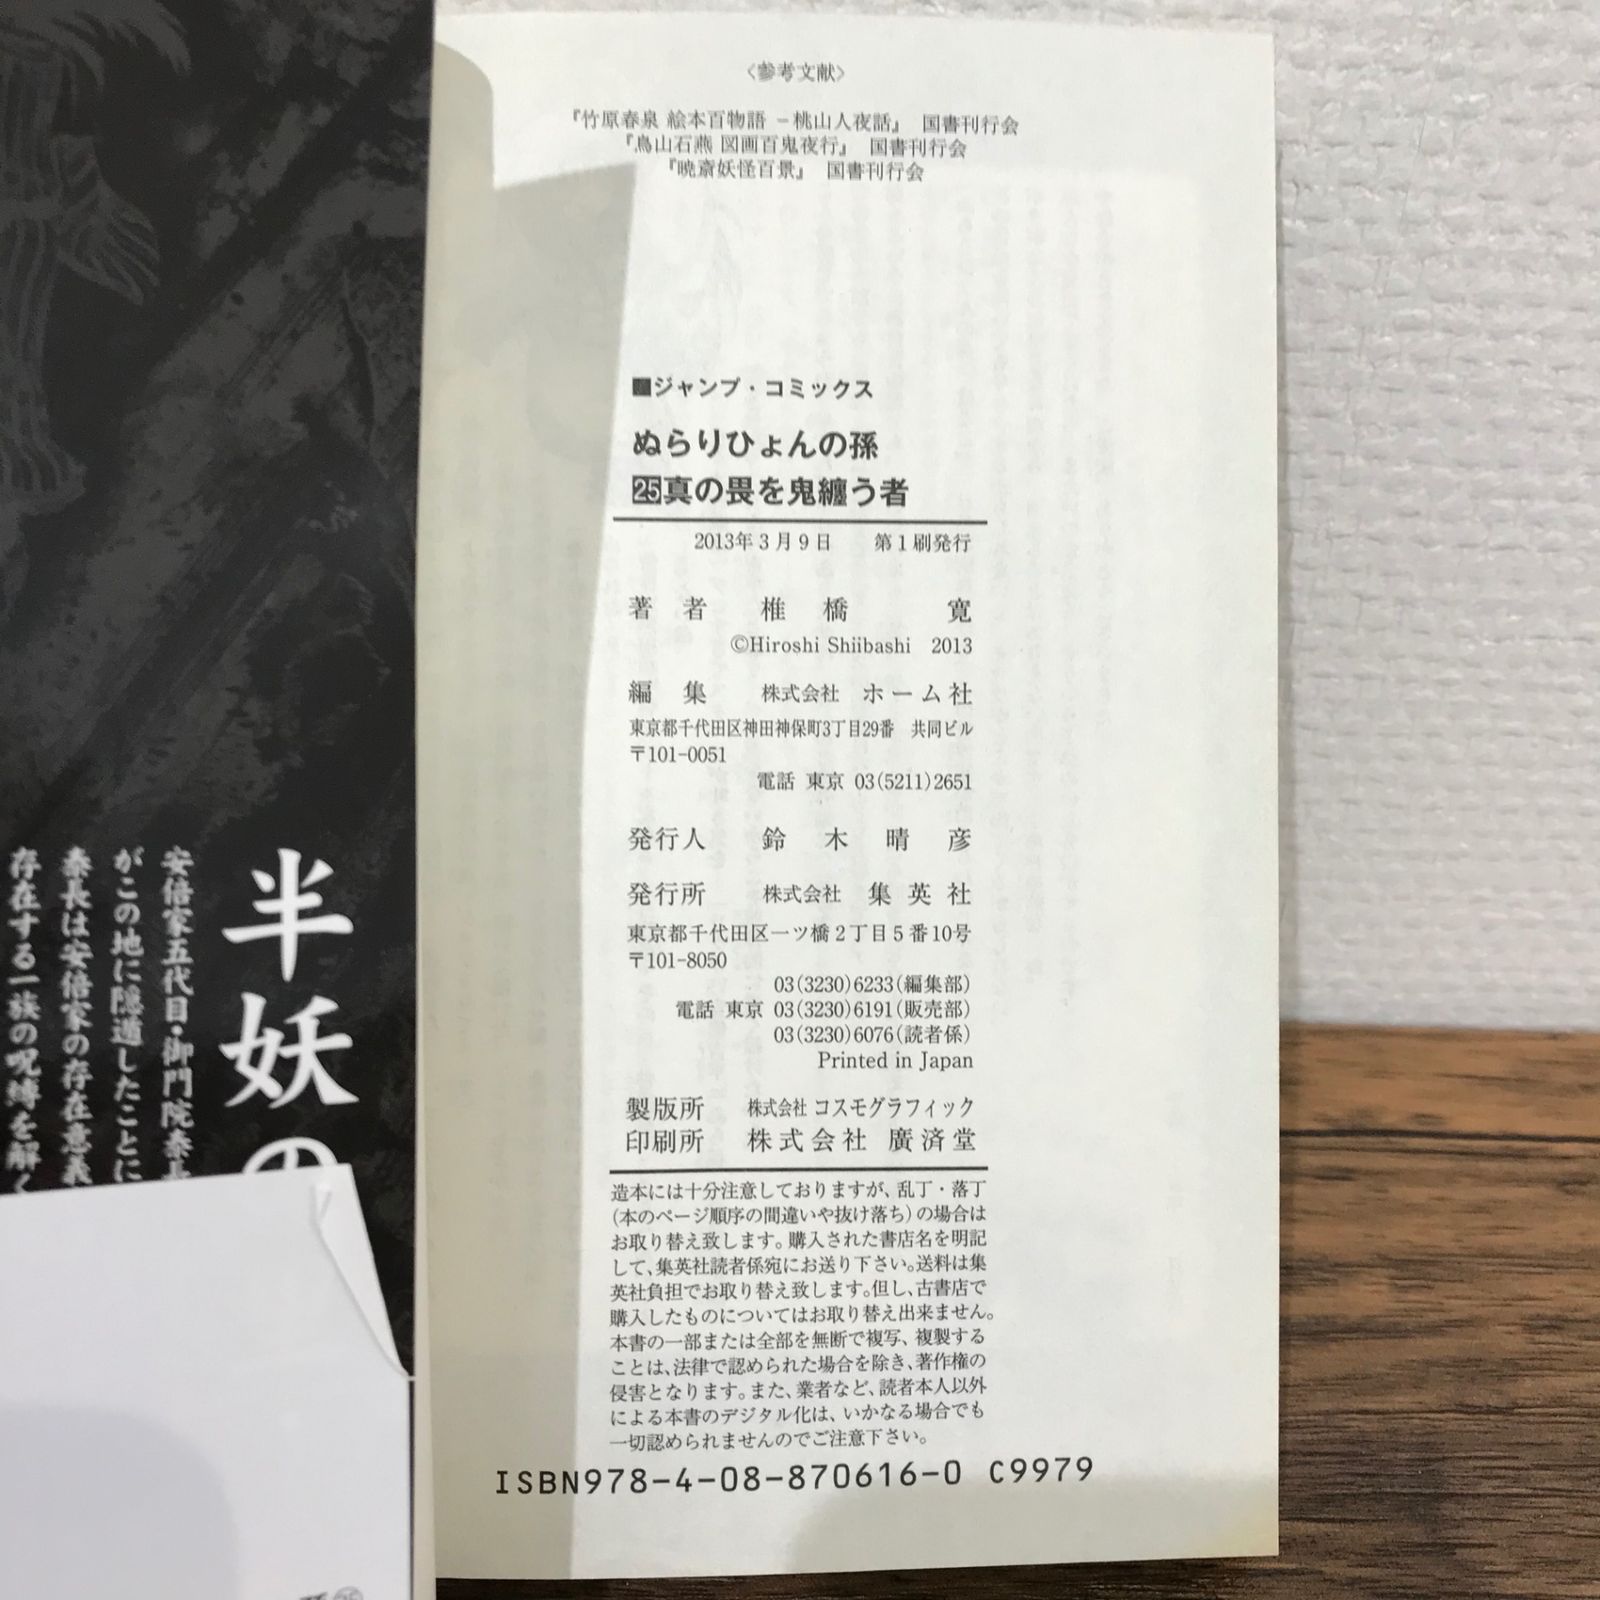 〈参考文献〉
『竹原春泉 絵本百物語 －桃山人夜話』 国書刊行会
『鳥山石燕 図画百鬼夜行』 国書刊行会
『暁斎妖怪百景』 国書刊行会
■ジャンプ・コミックス
ぬらりひょんの孫
25真の畏を鬼纏う者
2013年3月9日 第1刷発行
著者 椎橋 寛
©Hiroshi Shiibashi 2013
編集 株式会社 ホーム社
東京都千代田区神田神保町3丁目29番 共同ビル
〒101-0051
電話 東京 03(5211)2651
発行人 鈴木晴彦
発行所 株式会社 集英社
東京都千代田区一ツ橋2丁目5番10号
〒101-8050
03(3230)6233(編集部)
電話 東京 03(3230)6191(販売部)
03(3230)6076(読者係)
Printed in Japan
製版所 株式会社 コスモグラフィック
印刷所 株式会社 廣済堂
造本には十分注意しておりますが、乱丁・落丁
(本のページ順序の間違いや抜け落ち)の場合は
お取り替え致します。購入された書店名を明記
して、集英社読者係宛にお送り下さい。送料は集
英社負担でお取り替え致します。但し、古書店で
購入したものについてはお取り替え出来ません。
本書の一部または全部を無断で複写、複製する
ことは、法律で認められた場合を除き、著作権の
侵害となります。また、業者など、読者本人以外
による本書のデジタル化は、いかなる場合でも
一切認められませんのでご注意下さい。
ISBN978-4-08-870616-0 C9979
半妖の
安倍家五代目・御門院泰長
がこの地に隠遁したことに
泰長は安倍家の存在意義
存在する一族の呪縛を解く